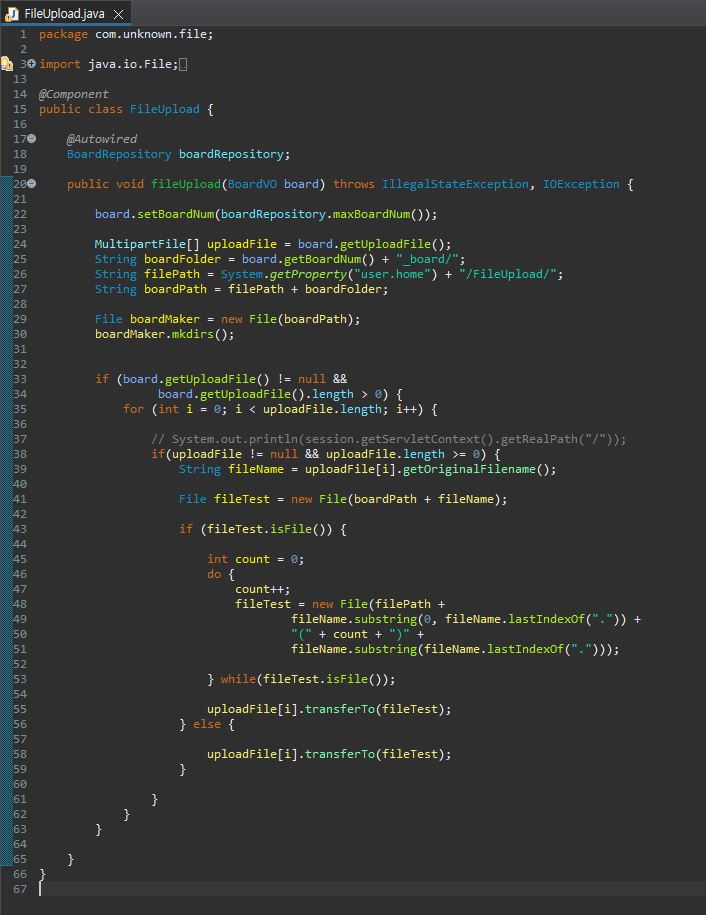 FileUpload.java
1 package com.unknown.file;
2
3 import java.io.File;
13
14 @Component
15 public class FileUpload {
16
17     @Autowired
18     BoardRepository boardRepository;
19
20     public void fileUpload(BoardVO board) throws IllegalStateException, IOException {
21
22         board.setBoardNum(boardRepository.maxBoardNum());
23
24         MultipartFile[] uploadFile = board.getUploadFile();
25         String boardFolder = board.getBoardNum() + "_board/";
26         String filePath = System.getProperty("user.home") + "/FileUpload/";
27         String boardPath = filePath + boardFolder;
28
29         File boardMaker = new File(boardPath);
30         boardMaker.mkdirs();
31
32
33         if (board.getUploadFile() != null &&
34                  board.getUploadFile().length > 0) {
35             for (int i = 0; i < uploadFile.length; i++) {
36
37                 // System.out.println(session.getServletContext().getRealPath("/"));
38                 if(uploadFile != null && uploadFile.length >= 0) {
39                     String fileName = uploadFile[i].getOriginalFilename();
40
41                     File fileTest = new File(boardPath + fileName);
42
43                     if (fileTest.isFile()) {
44
45                         int count = 0;
46                         do {
47                             count++;
48                             fileTest = new File(filePath +
49                                     fileName.substring(0, fileName.lastIndexOf(".")) +
50                                     "(" + count + ")" +
51                                     fileName.substring(fileName.lastIndexOf(".")));
52
53                         } while(fileTest.isFile());
54
55                         uploadFile[i].transferTo(fileTest);
56                     } else {
57
58                         uploadFile[i].transferTo(fileTest);
59                     }
60
61                 }
62             }
63         }
64
65     }
66 }
67